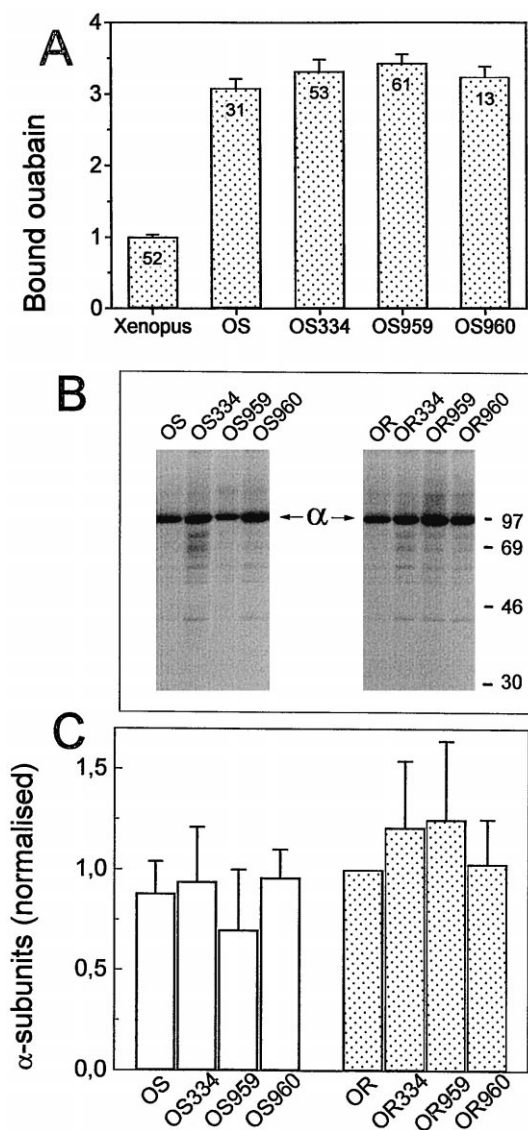 A
Bound ouabain
4
3
2
1
0
52
31
53
61
13
Xenopus
OS
OS334
OS959
OS960
B
OS
OS334
OS959
OS960
OR
OR334
OR959
OR960
α
97
69
46
30
C
α-subunits (normalised)
1,5
1,0
0,5
0,0
OS
OS334
OS959
OS960
OR
OR334
OR959
OR960